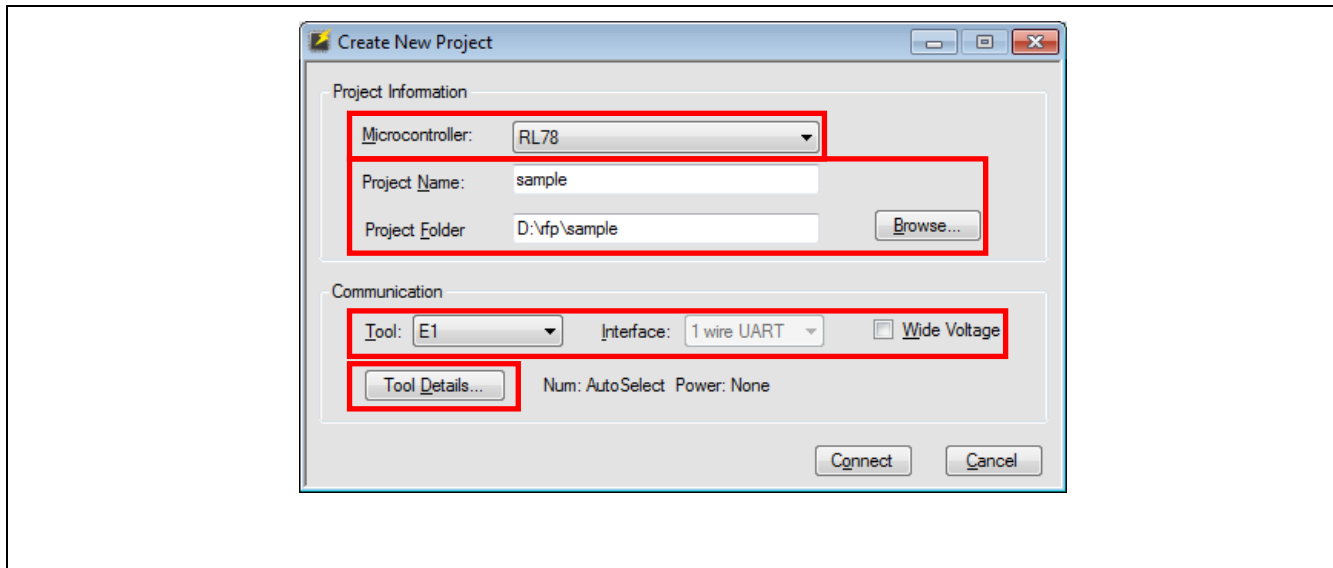 Create New Project
Project Information
Microcontroller: RL78
Project Name: sample
Project Folder D:\rfp\sample Browse...
Communication
Tool: E1 Interface: 1 wire UART Wide Voltage
Tool Details... Num: AutoSelect Power: None
Connect Cancel